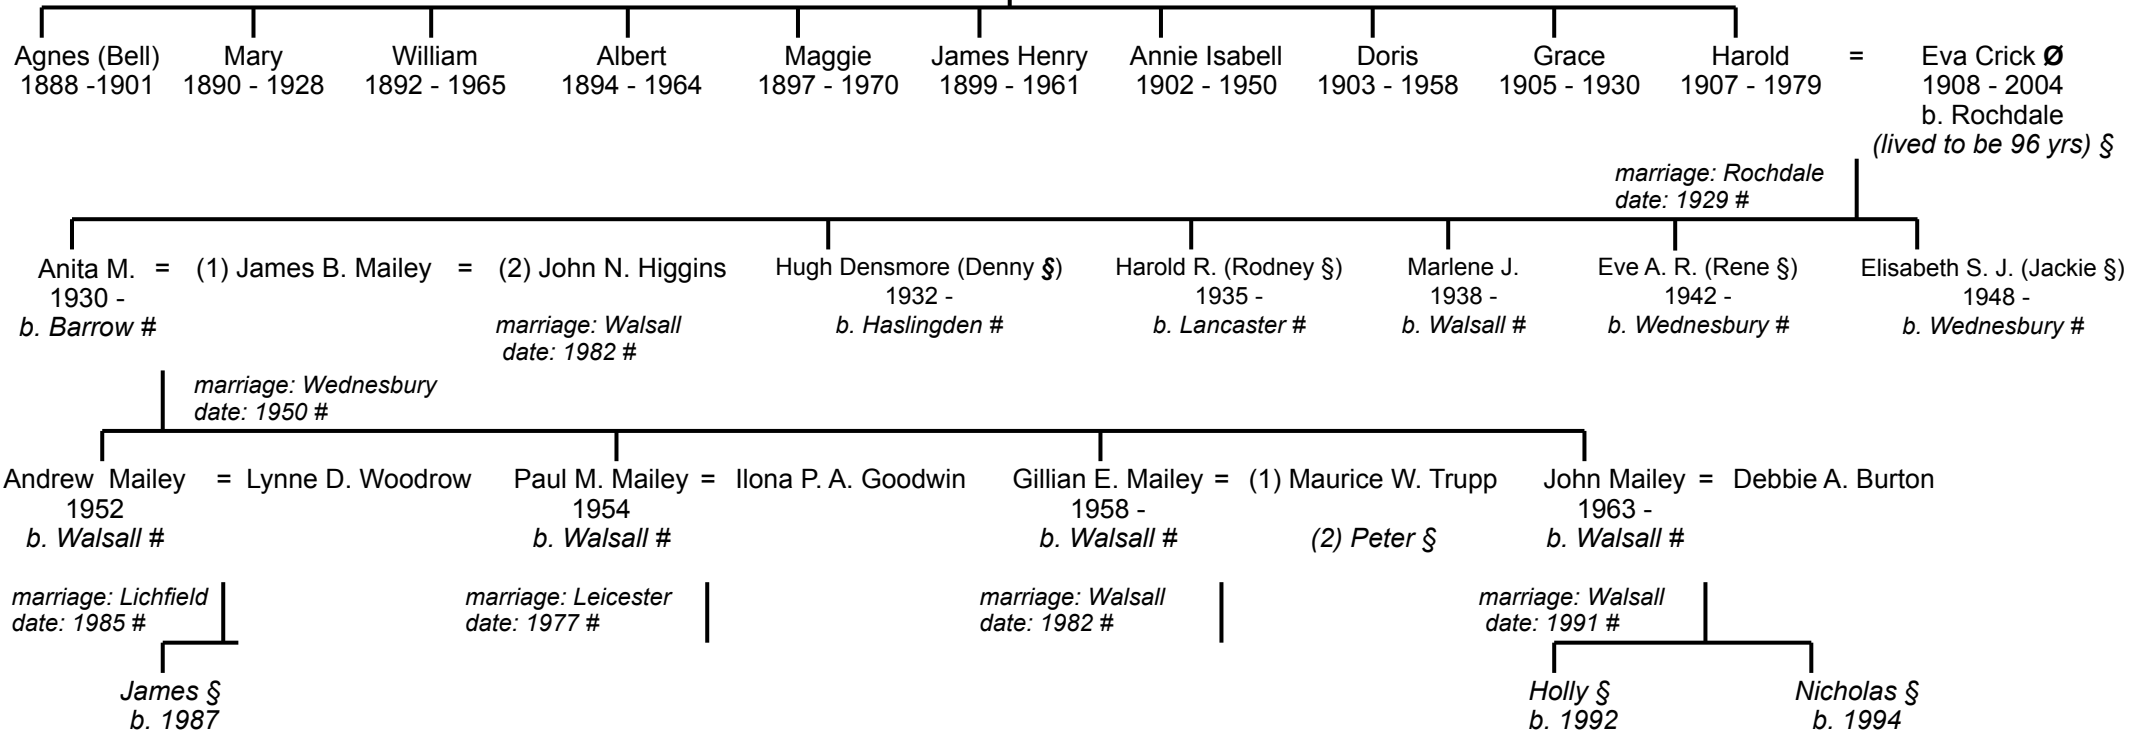 Agnes (Bell) Mary William Albert Maggie James Henry Annie Isabell Doris Grace Harold = Eva Crick Ø
1888 -1901 1890 - 1928 1892 - 1965 1894 - 1964 1897 - 1970 1899 - 1961 1902 - 1950 1903 - 1958 1905 - 1930 1907 - 1979 1908 - 2004
b. Rochdale
(lived to be 96 yrs) §
marriage: Rochdale
date: 1929 #
Anita M. = (1) James B. Mailey = (2) John N. Higgins Hugh Densmore (Denny §) Harold R. (Rodney §) Marlene J. Eve A. R. (Rene §) Elisabeth S. J. (Jackie §)
1930 - 1932 - 1935 - 1938 - 1942 - 1948 -
b. Barrow # marriage: Walsall b. Haslingden # b. Lancaster # b. Walsall # b. Wednesbury # b. Wednesbury #
date: 1982 #
marriage: Wednesbury
date: 1950 #
Andrew Mailey = Lynne D. Woodrow Paul M. Mailey = Ilona P. A. Goodwin Gillian E. Mailey = (1) Maurice W. Trupp John Mailey = Debbie A. Burton
1952 1954 1958 - 1963 -
b. Walsall # b. Walsall # b. Walsall # (2) Peter § b. Walsall #
marriage: Lichfield marriage: Leicester marriage: Walsall marriage: Walsall
date: 1985 # date: 1977 # date: 1982 # date: 1991 #
James § Holly § Nicholas §
b. 1987 b. 1992 b. 1994